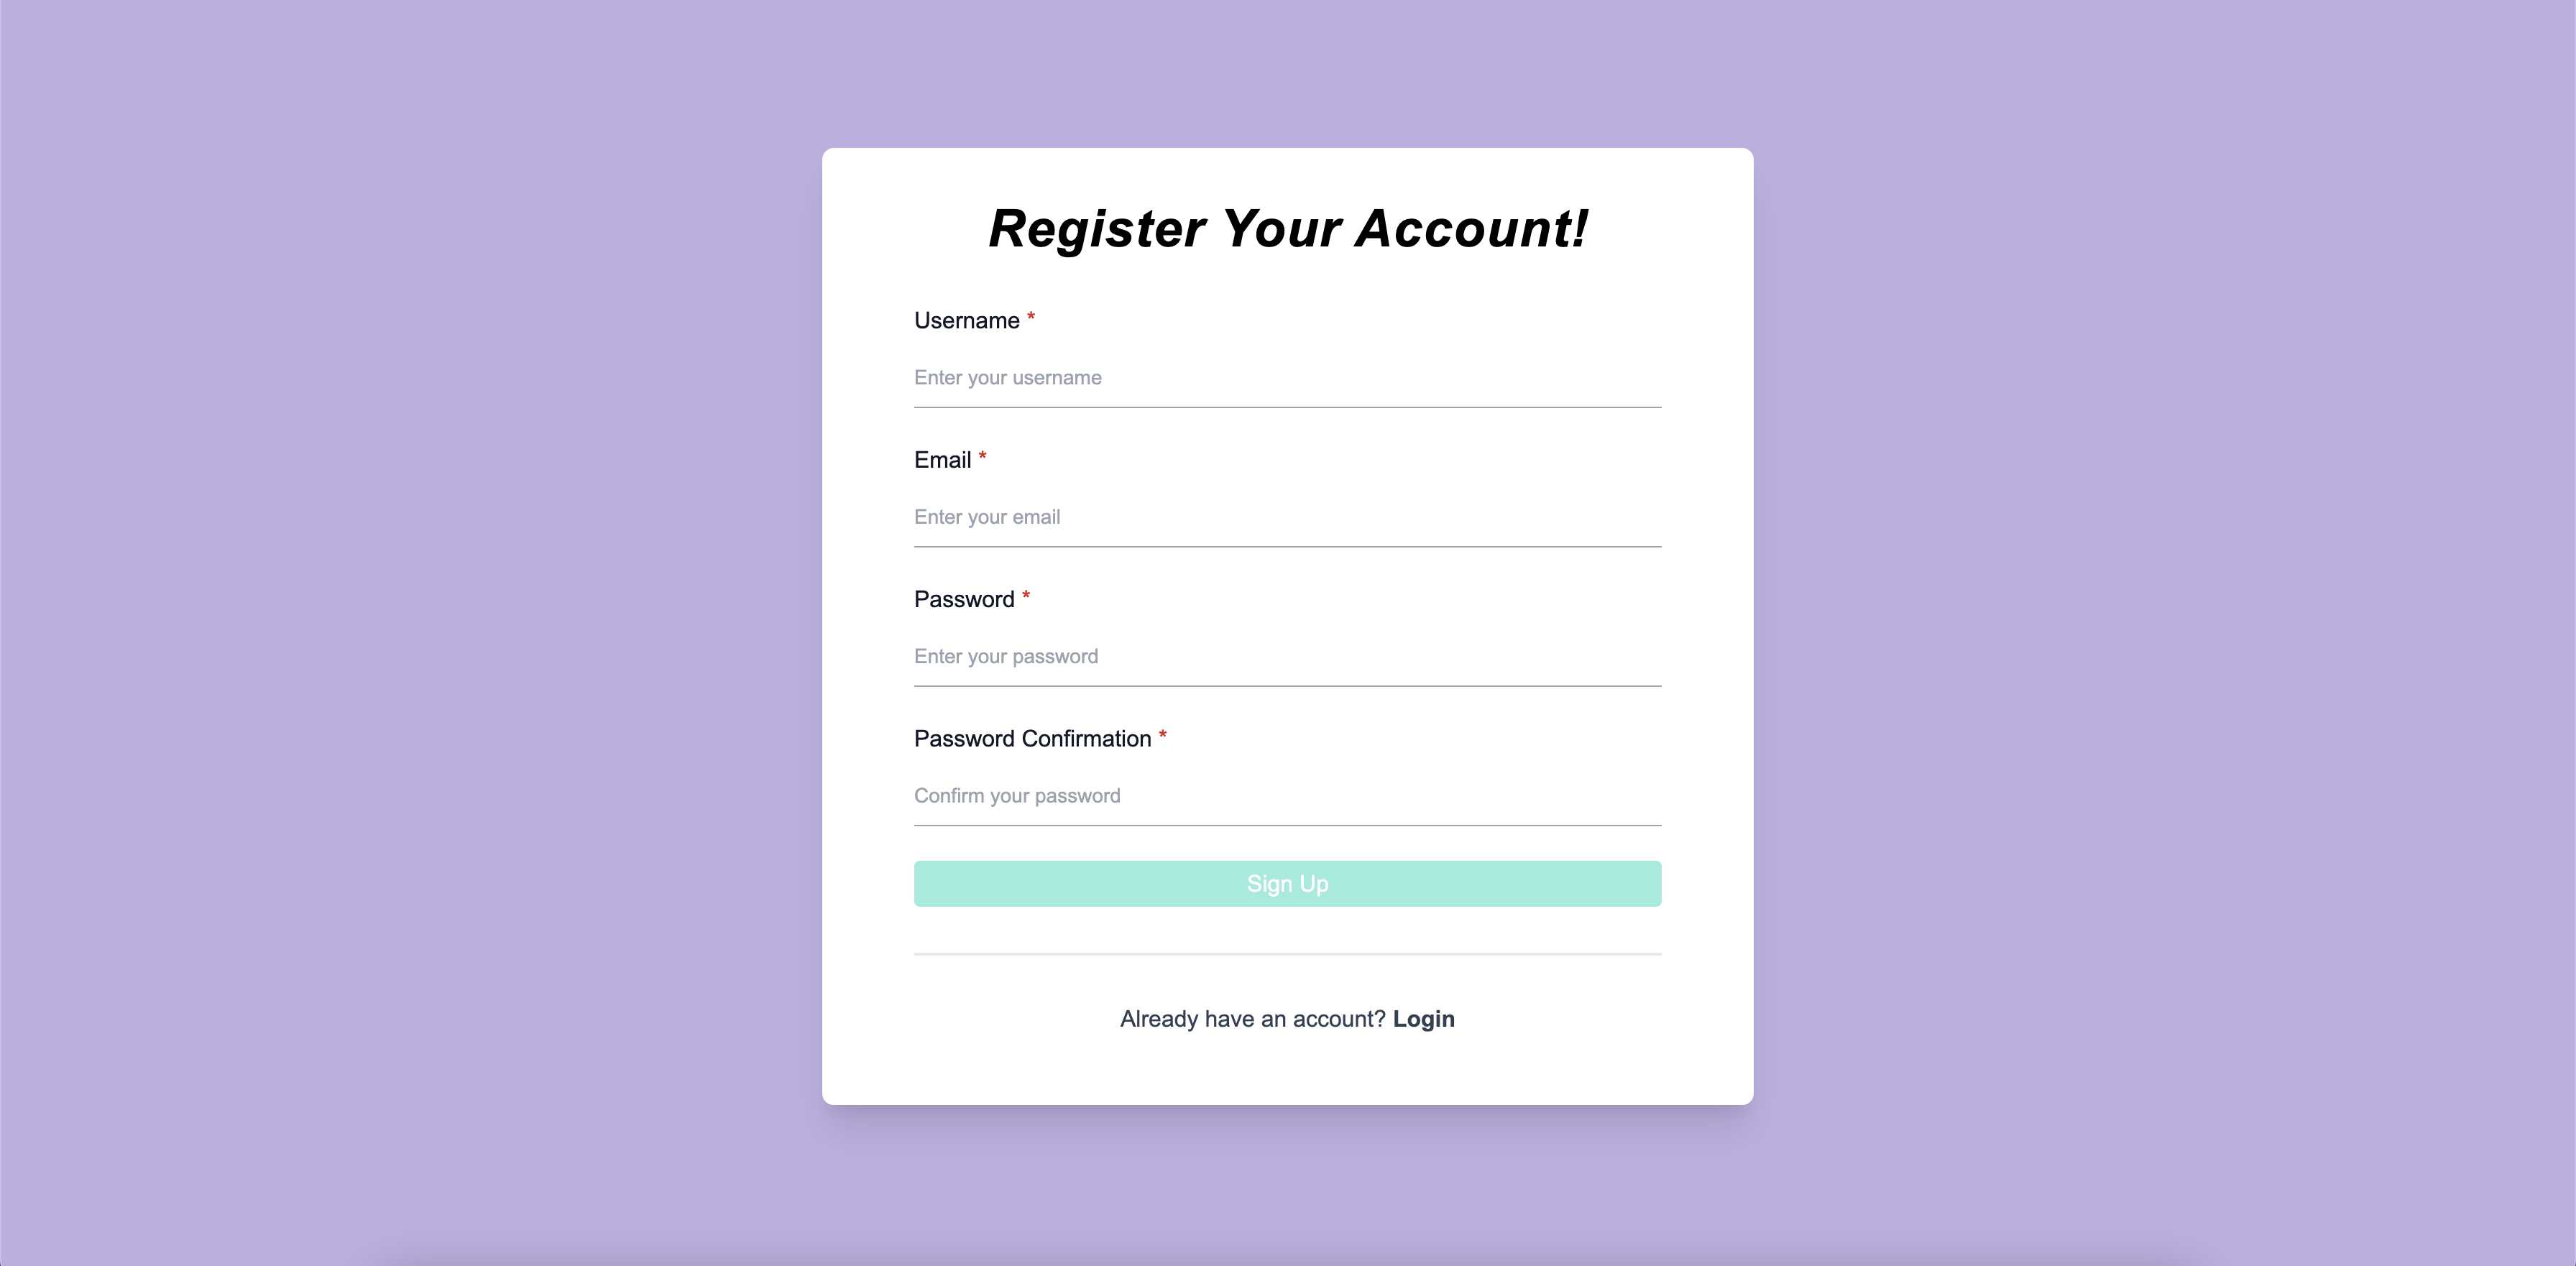 Register Your Account!
Username *
Enter your username
Email *
Enter your email
Password *
Enter your password
Password Confirmation *
Confirm your password
Sign Up
Already have an account? Login